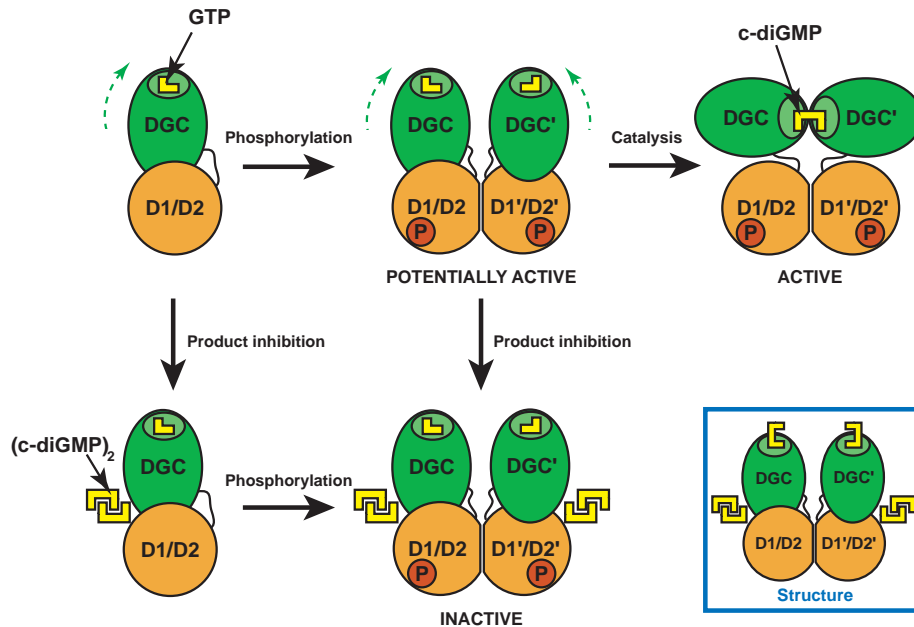 GTP
DGC
D1/D2
Phosphorylation
DGC DGC'
D1/D2 D1'/D2'
P P
POTENTIALLY ACTIVE
Catalysis
c-diGMP
DGC DGC'
D1/D2 D1'/D2'
P P
ACTIVE
Product inhibition
Product inhibition
(c-diGMP)2
DGC
D1/D2
Phosphorylation
DGC DGC'
D1/D2 D1'/D2'
P P
INACTIVE
DGC DGC'
D1/D2 D1'/D2'
Structure